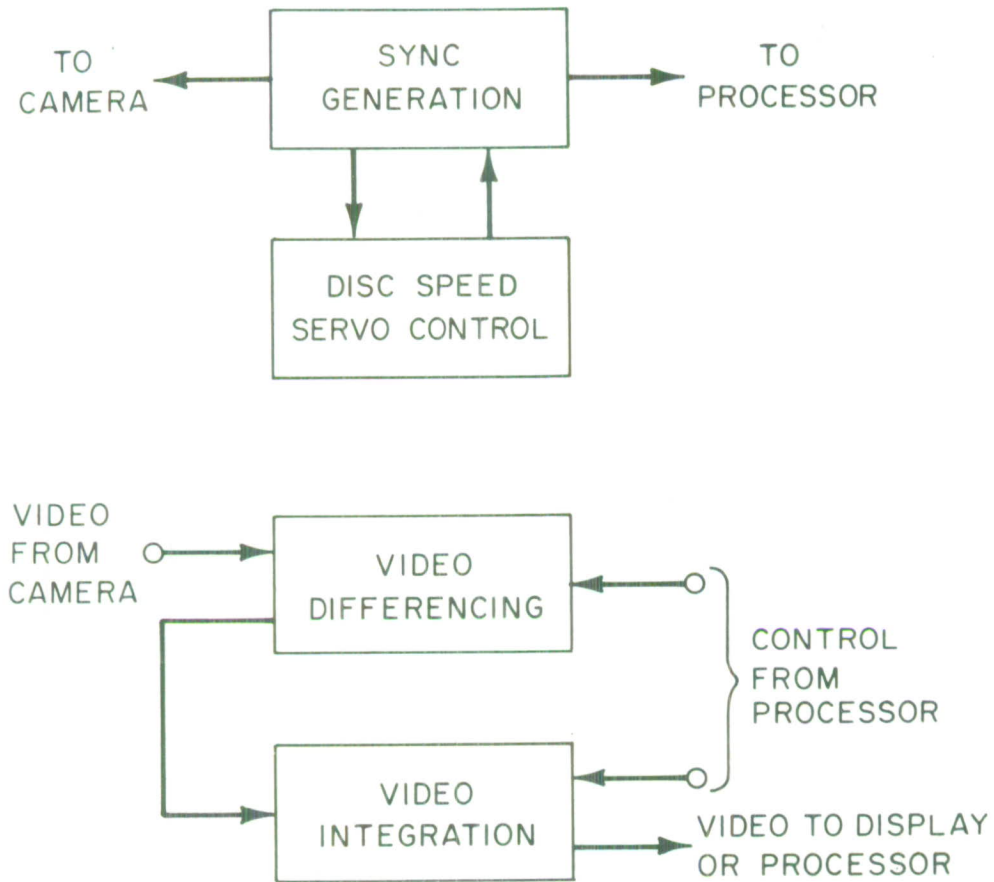 TO
CAMERA
SYNC
GENERATION
TO
PROCESSOR
DISC SPEED
SERVO CONTROL
VIDEO
FROM
CAMERA
VIDEO
DIFFERENCING
CONTROL
FROM
PROCESSOR
VIDEO
INTEGRATION
VIDEO TO DISPLAY
OR PROCESSOR